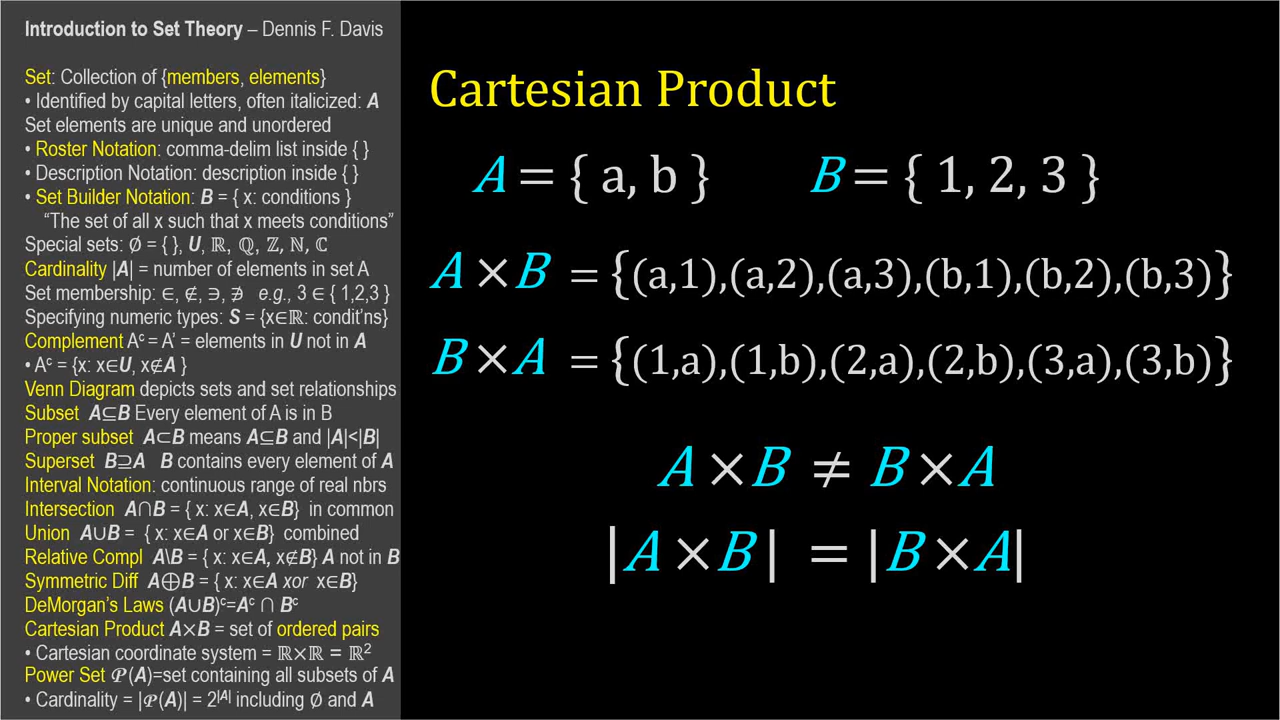 Introduction to Set Theory – Dennis F. Davis
Set: Collection of {members, elements}
• Identified by capital letters, often italicized: A
Set elements are unique and unordered
• Roster Notation: comma-delim list inside { }
• Description Notation: description inside { }
• Set Builder Notation: B = { x: conditions }
“The set of all x such that x meets conditions”
Special sets: ∅ = { }, U, ℝ, ℚ, ℤ, ℕ, ℂ
Cardinality |A| = number of elements in set A
Set membership: ∈, ∉, ∋, ∌ e.g., 3 ∈ { 1,2,3 }
Specifying numeric types: S = {x∈ℝ: condit’ns}
Complement Aᶜ = A’ = elements in U not in A
• Aᶜ = {x: x∈U, x∉A }
Venn Diagram depicts sets and set relationships
Subset A⊆B Every element of A is in B
Proper subset A⊂B means A⊆B and |A|<|B|
Superset B⊇A B contains every element of A
Interval Notation: continuous range of real nbrs
Intersection A∩B = { x: x∈A, x∈B} in common
Union A∪B = { x: x∈A or x∈B} combined
Relative Compl A\B = { x: x∈A, x∉B} A not in B
Symmetric Diff A⊕B = { x: x∈A xor x∈B}
DeMorgan’s Laws (A∪B)ᶜ=Aᶜ ∩ Bᶜ
Cartesian Product A×B = set of ordered pairs
• Cartesian coordinate system = ℝ×ℝ = ℝ²
Power Set 𝒫(A)=set containing all subsets of A
• Cardinality = |𝒫(A)| = 2^|A| including ∅ and A
Cartesian Product
A = { a, b } B = { 1, 2, 3 }
A × B = {(a,1),(a,2),(a,3),(b,1),(b,2),(b,3)}
B × A = {(1,a),(1,b),(2,a),(2,b),(3,a),(3,b)}
A × B ≠ B × A
|A × B| = |B × A|